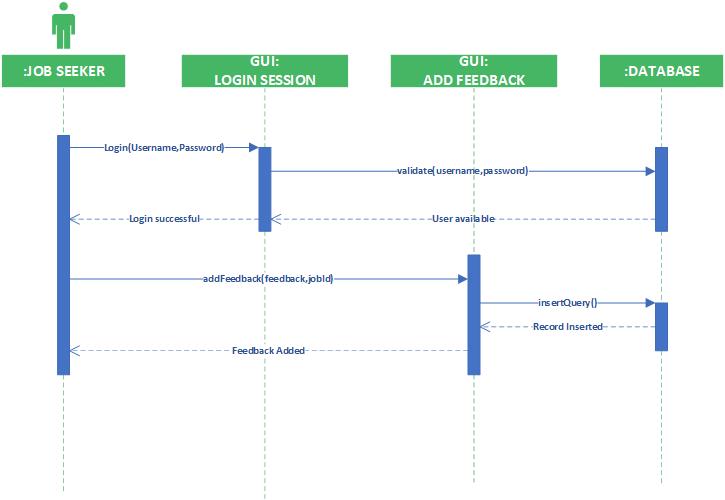 :JOB SEEKER
GUI:
LOGIN SESSION
GUI:
ADD FEEDBACK
:DATABASE
Login(Username,Password)
validate(username,password)
Login successful
User available
addFeedback(feedback,jobId)
insertQuery()
Record Inserted
Feedback Added